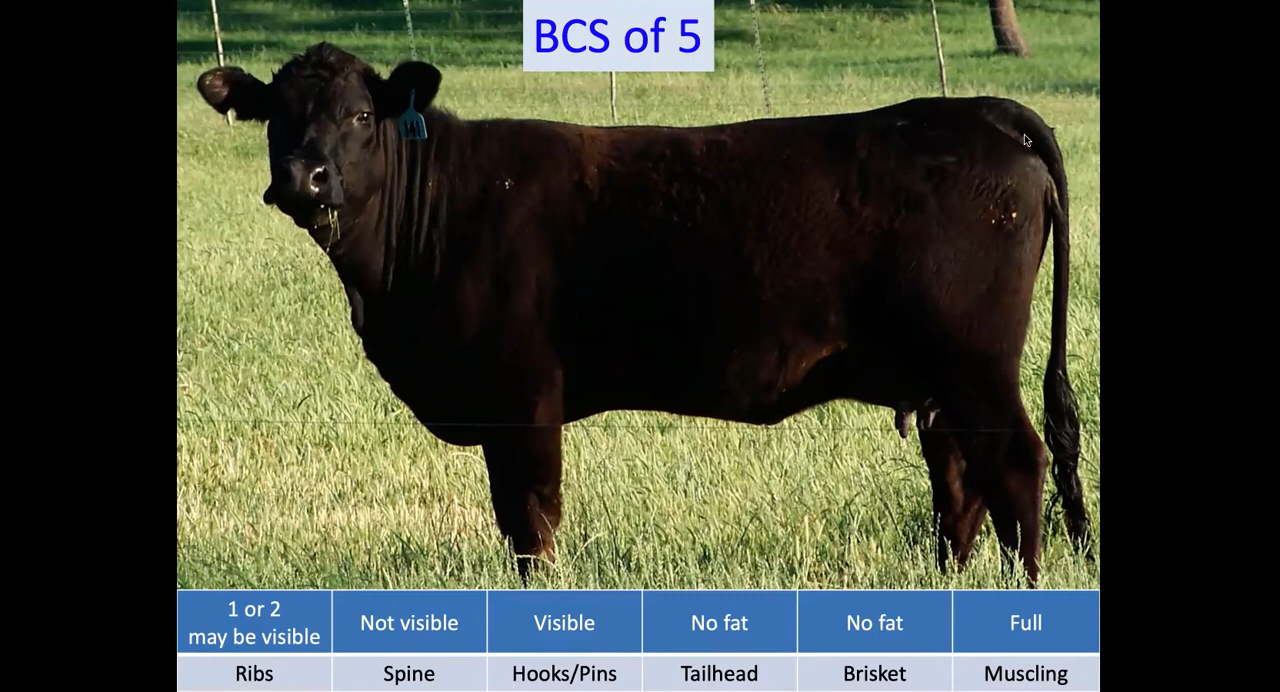 BCS of 5
1 or 2
may be visible
Not visible
Visible
No fat
No fat
Full
Ribs
Spine
Hooks/Pins
Tailhead
Brisket
Muscling